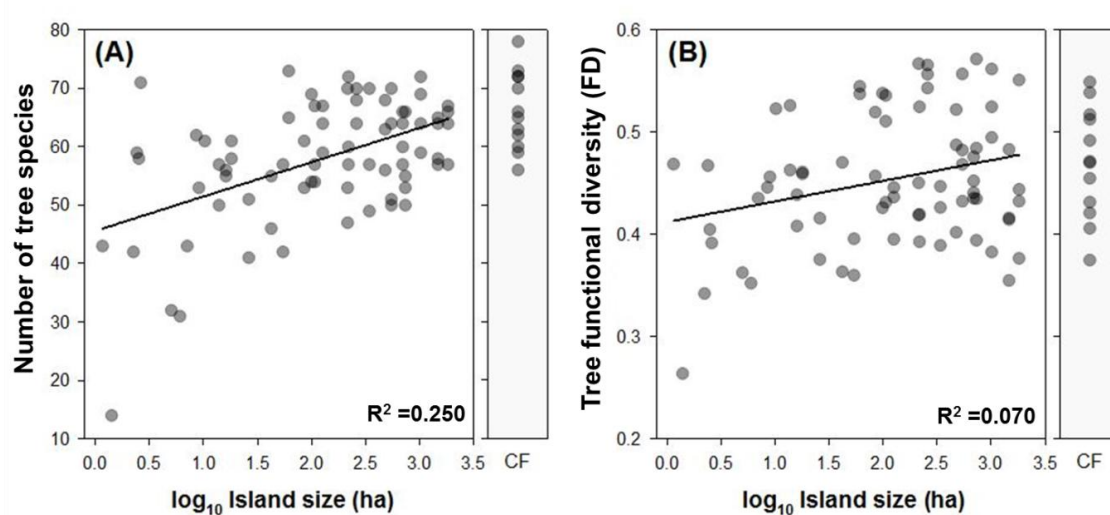 (A)
Number of tree species
80
70
60
50
40
30
20
10
R² =0.250
0.0 0.5 1.0 1.5 2.0 2.5 3.0 3.5 CF
log₁₀ Island size (ha)
(B)
Tree functional diversity (FD)
0.6
0.5
0.4
0.3
0.2
R² =0.070
0.0 0.5 1.0 1.5 2.0 2.5 3.0 3.5 CF
log₁₀ Island size (ha)